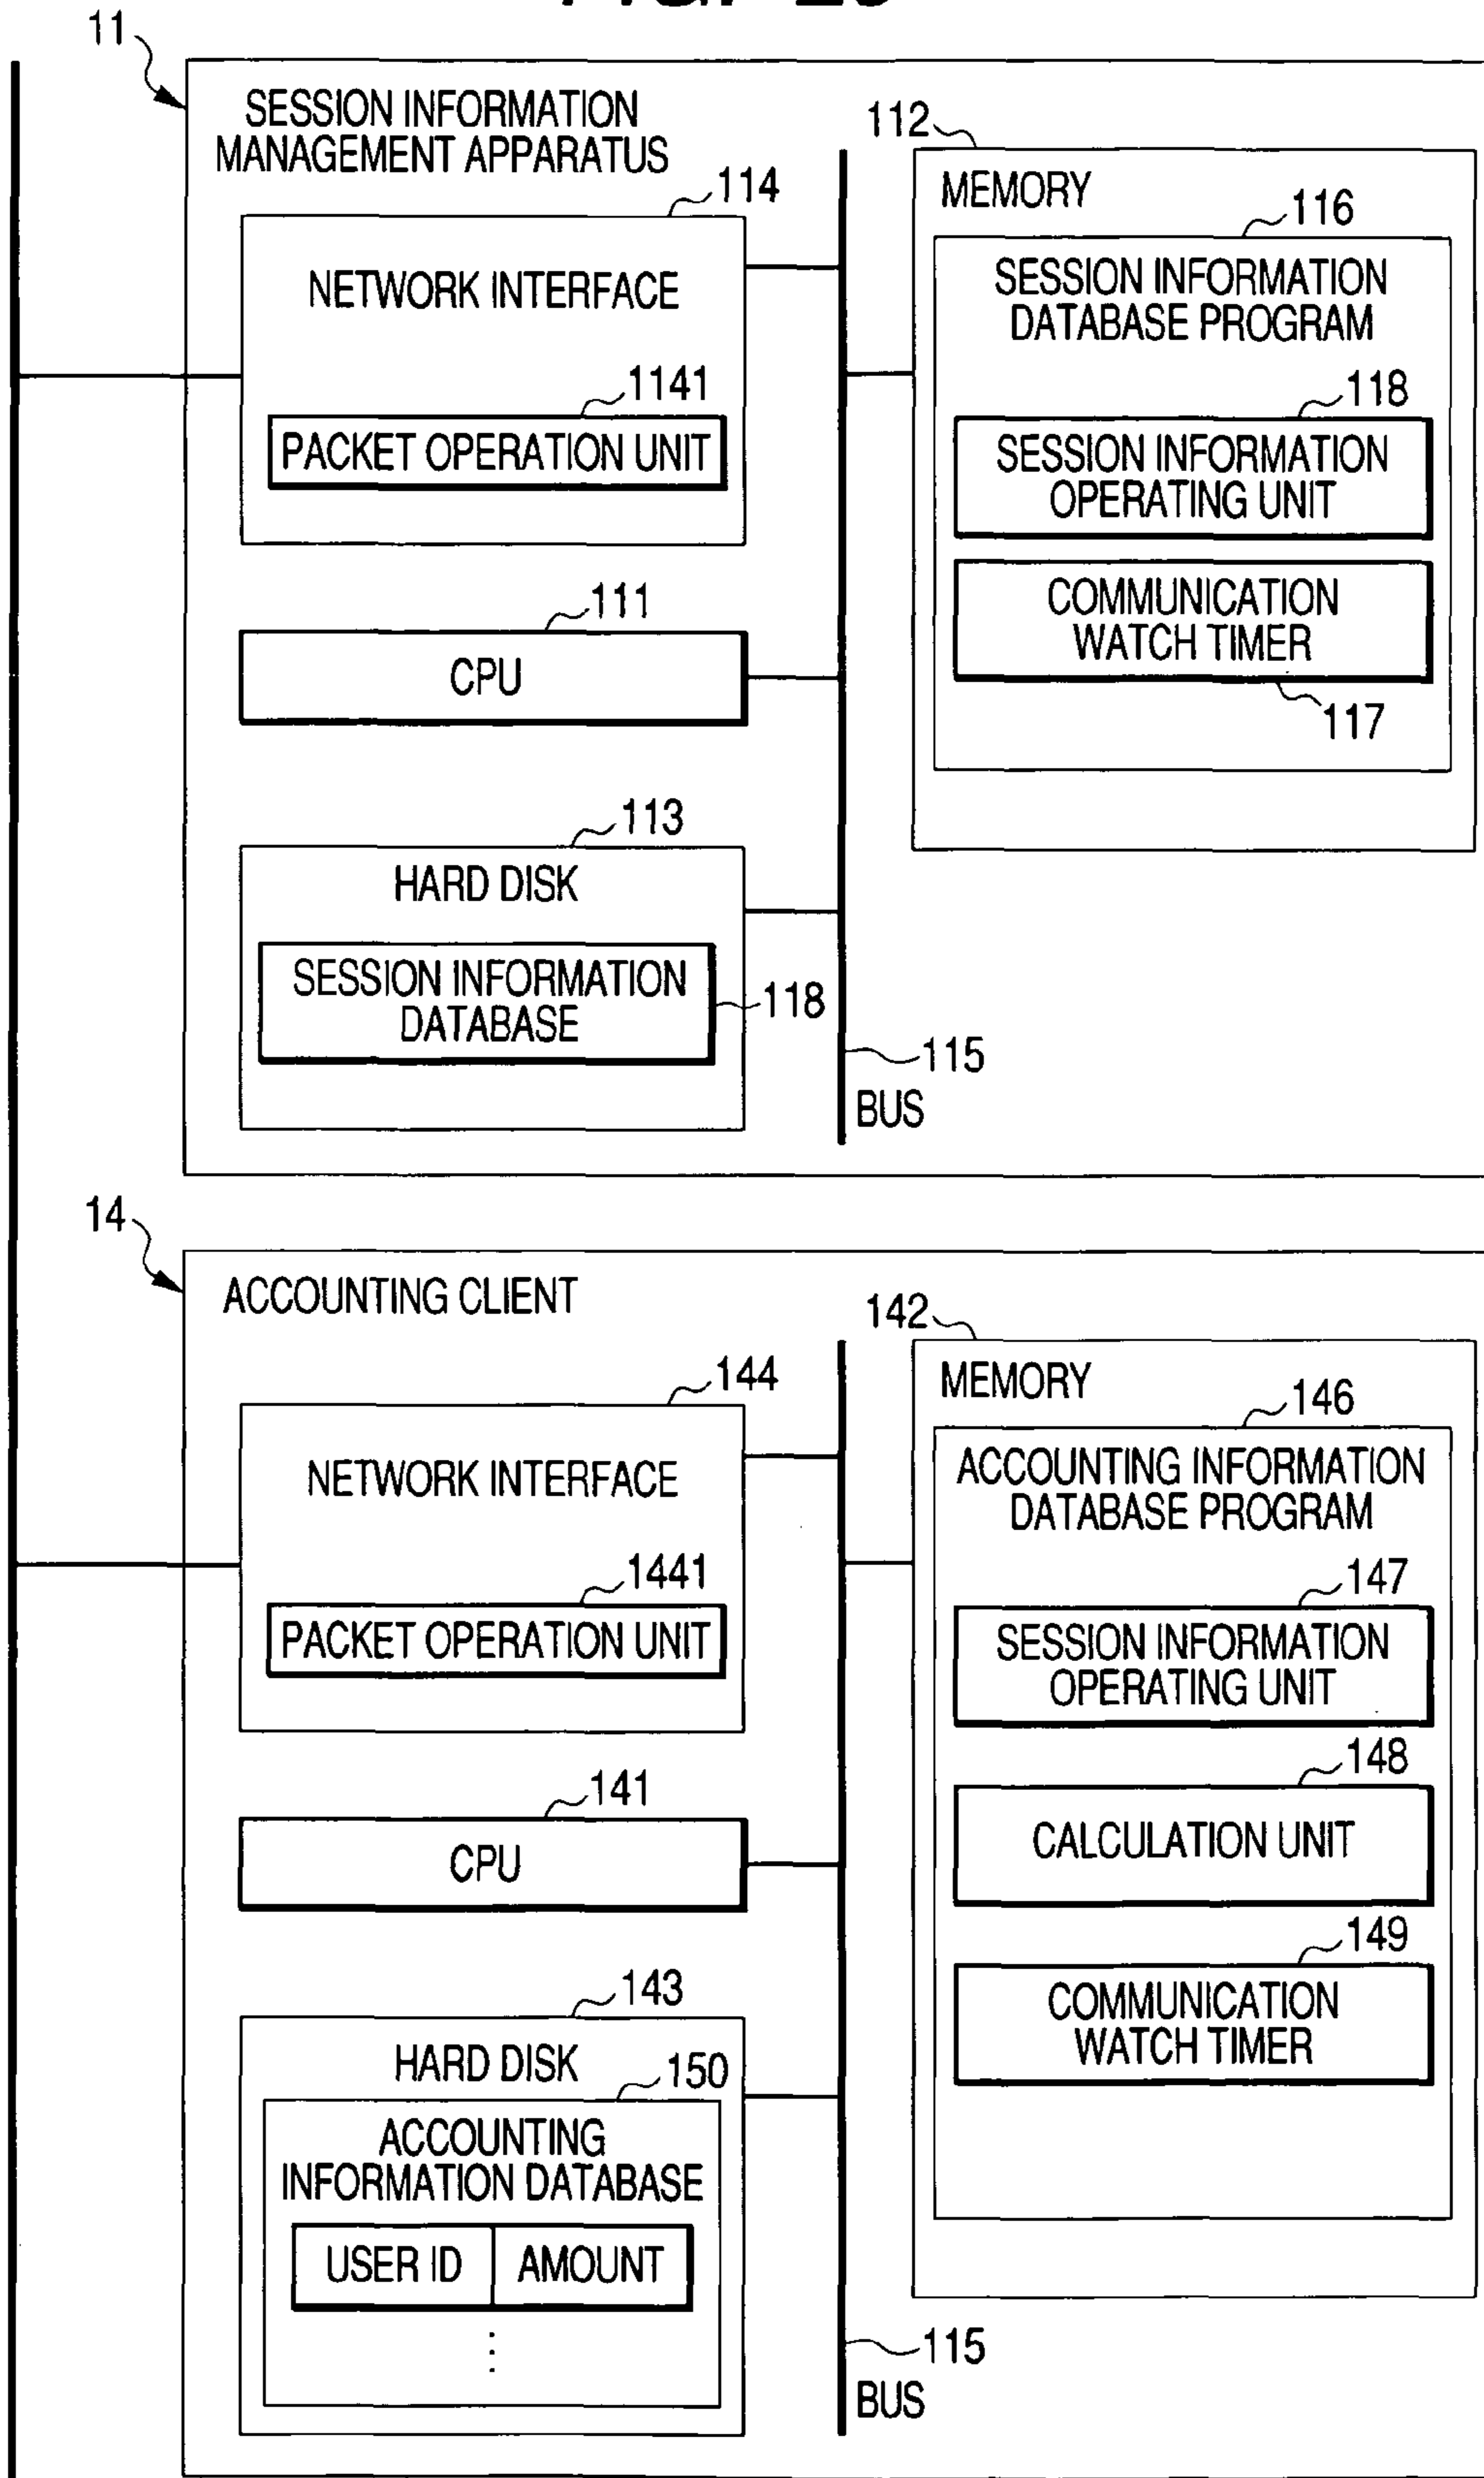 11
SESSION INFORMATION
MANAGEMENT APPARATUS
114
NETWORK INTERFACE
1141
PACKET OPERATION UNIT
111
CPU
113
HARD DISK
SESSION INFORMATION
DATABASE
118
115
BUS
112
MEMORY
116
SESSION INFORMATION
DATABASE PROGRAM
118
SESSION INFORMATION
OPERATING UNIT
COMMUNICATION
WATCH TIMER
117
14
ACCOUNTING CLIENT
144
NETWORK INTERFACE
1441
PACKET OPERATION UNIT
141
CPU
143
HARD DISK
150
ACCOUNTING
INFORMATION DATABASE
USER ID AMOUNT
115
BUS
142
MEMORY
146
ACCOUNTING INFORMATION
DATABASE PROGRAM
147
SESSION INFORMATION
OPERATING UNIT
148
CALCULATION UNIT
149
COMMUNICATION
WATCH TIMER